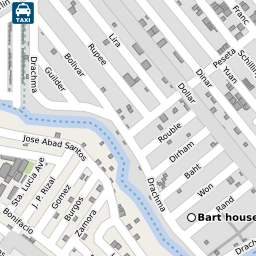 TAXI
Franc
Lira
Rupee
Bolivar
Guilder
Drachma
Peseta
Schilling
Yuan
Dinar
Dollar
Rouble
Dirham
Baht
Won
Rand
Drachma
Jose Abad Santos
Sta. Lucia Ave
J. P. Rizal
Gomez
Burgos
Zamora
Bonifacio
Bart house
Drach